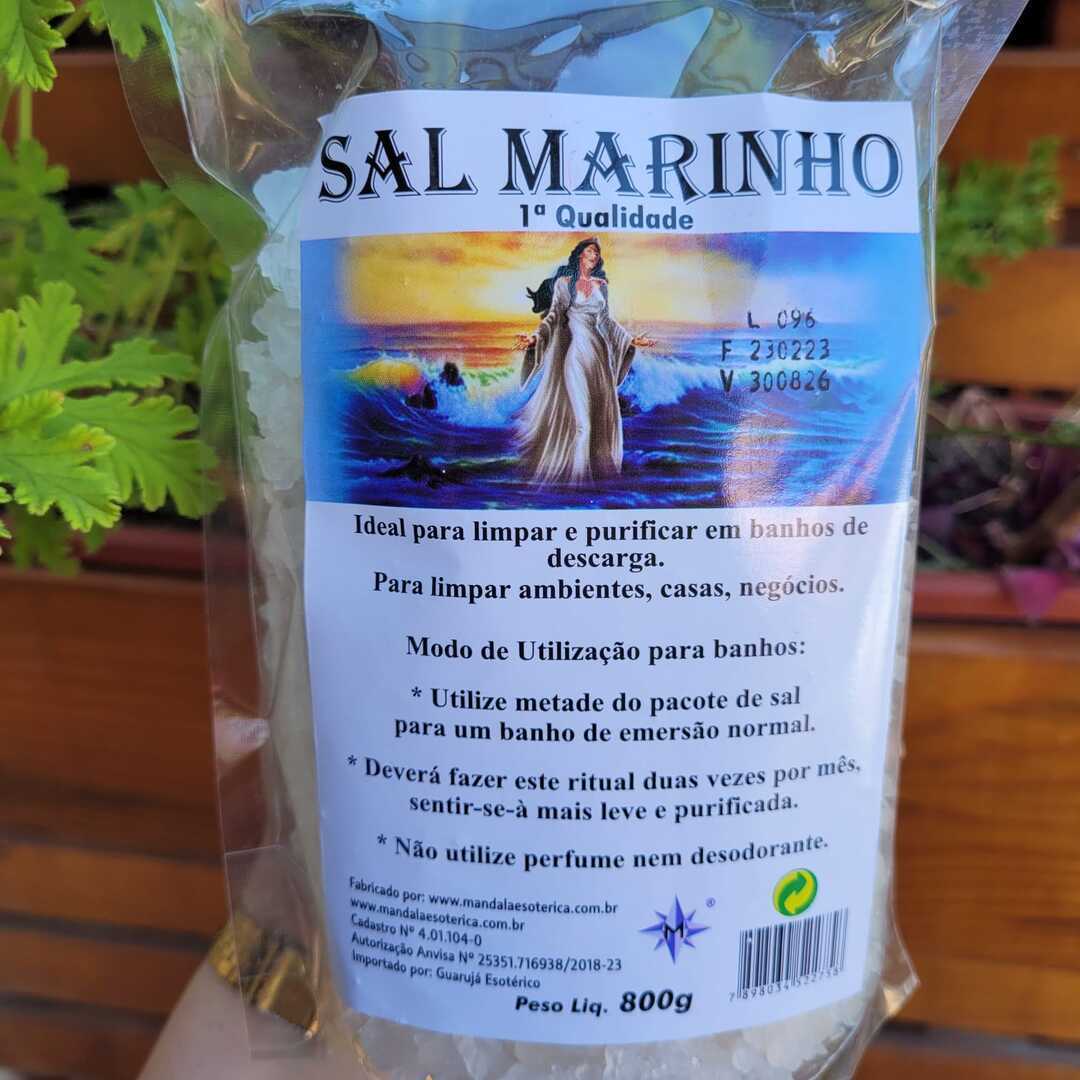 SAL MARINHO
1ª Qualidade
L 096
F 230223
V 300826
Ideal para limpar e purificar em banhos de
descarga.
Para limpar ambientes, casas, negócios.
Modo de Utilização para banhos:
* Utilize metade do pacote de sal
para um banho de emersão normal.
* Deverá fazer este ritual duas vezes por mês,
sentir-se-à mais leve e purificada.
* Não utilize perfume nem desodorante.
Fabricado por: www.mandalaesoterica.com.br
www.mandalaesoterica.com.br
Cadastro Nº 4.01.104-0
Autorização Anvisa Nº 25351.716938/2018-23
Importado por: Guarujá Esotérico
M ®
Peso Liq. 800g
7 898034 522758